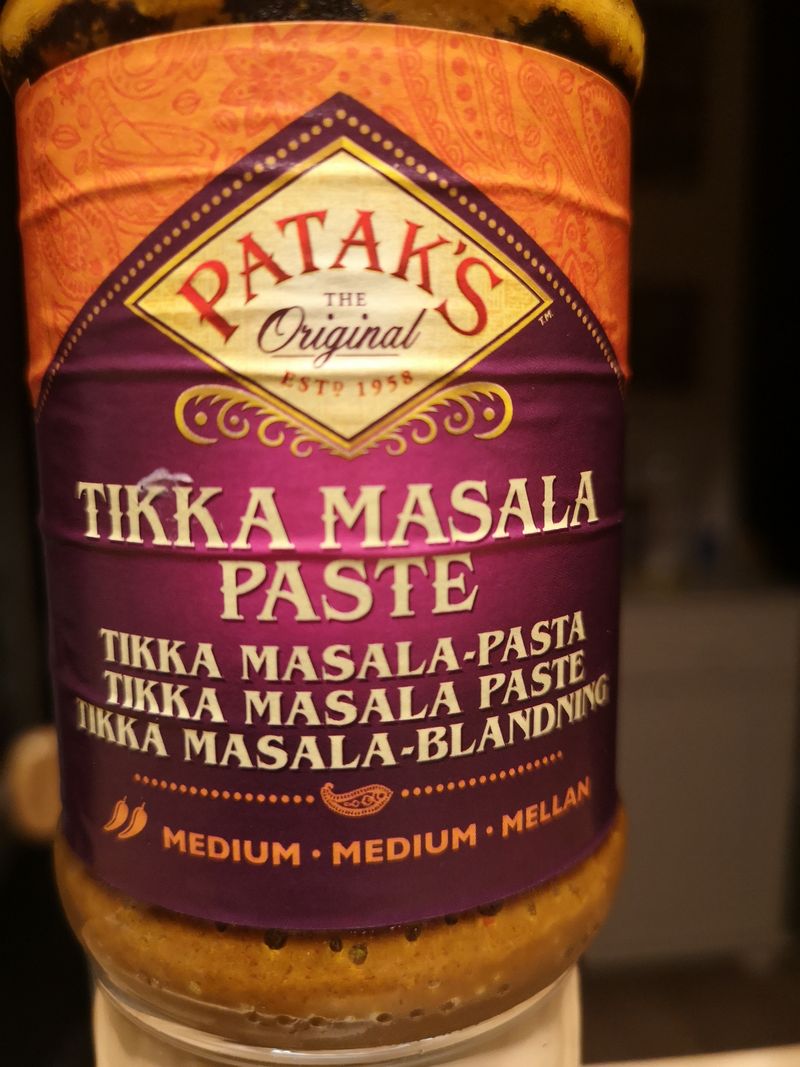 PATAK'S
THE
Original
ESTD 1958
TM
TIKKA MASALA
PASTE
TIKKA MASALA-PASTA
TIKKA MASALA PASTE
TIKKA MASALA-BLANDNING
MEDIUM · MEDIUM · MELLAN